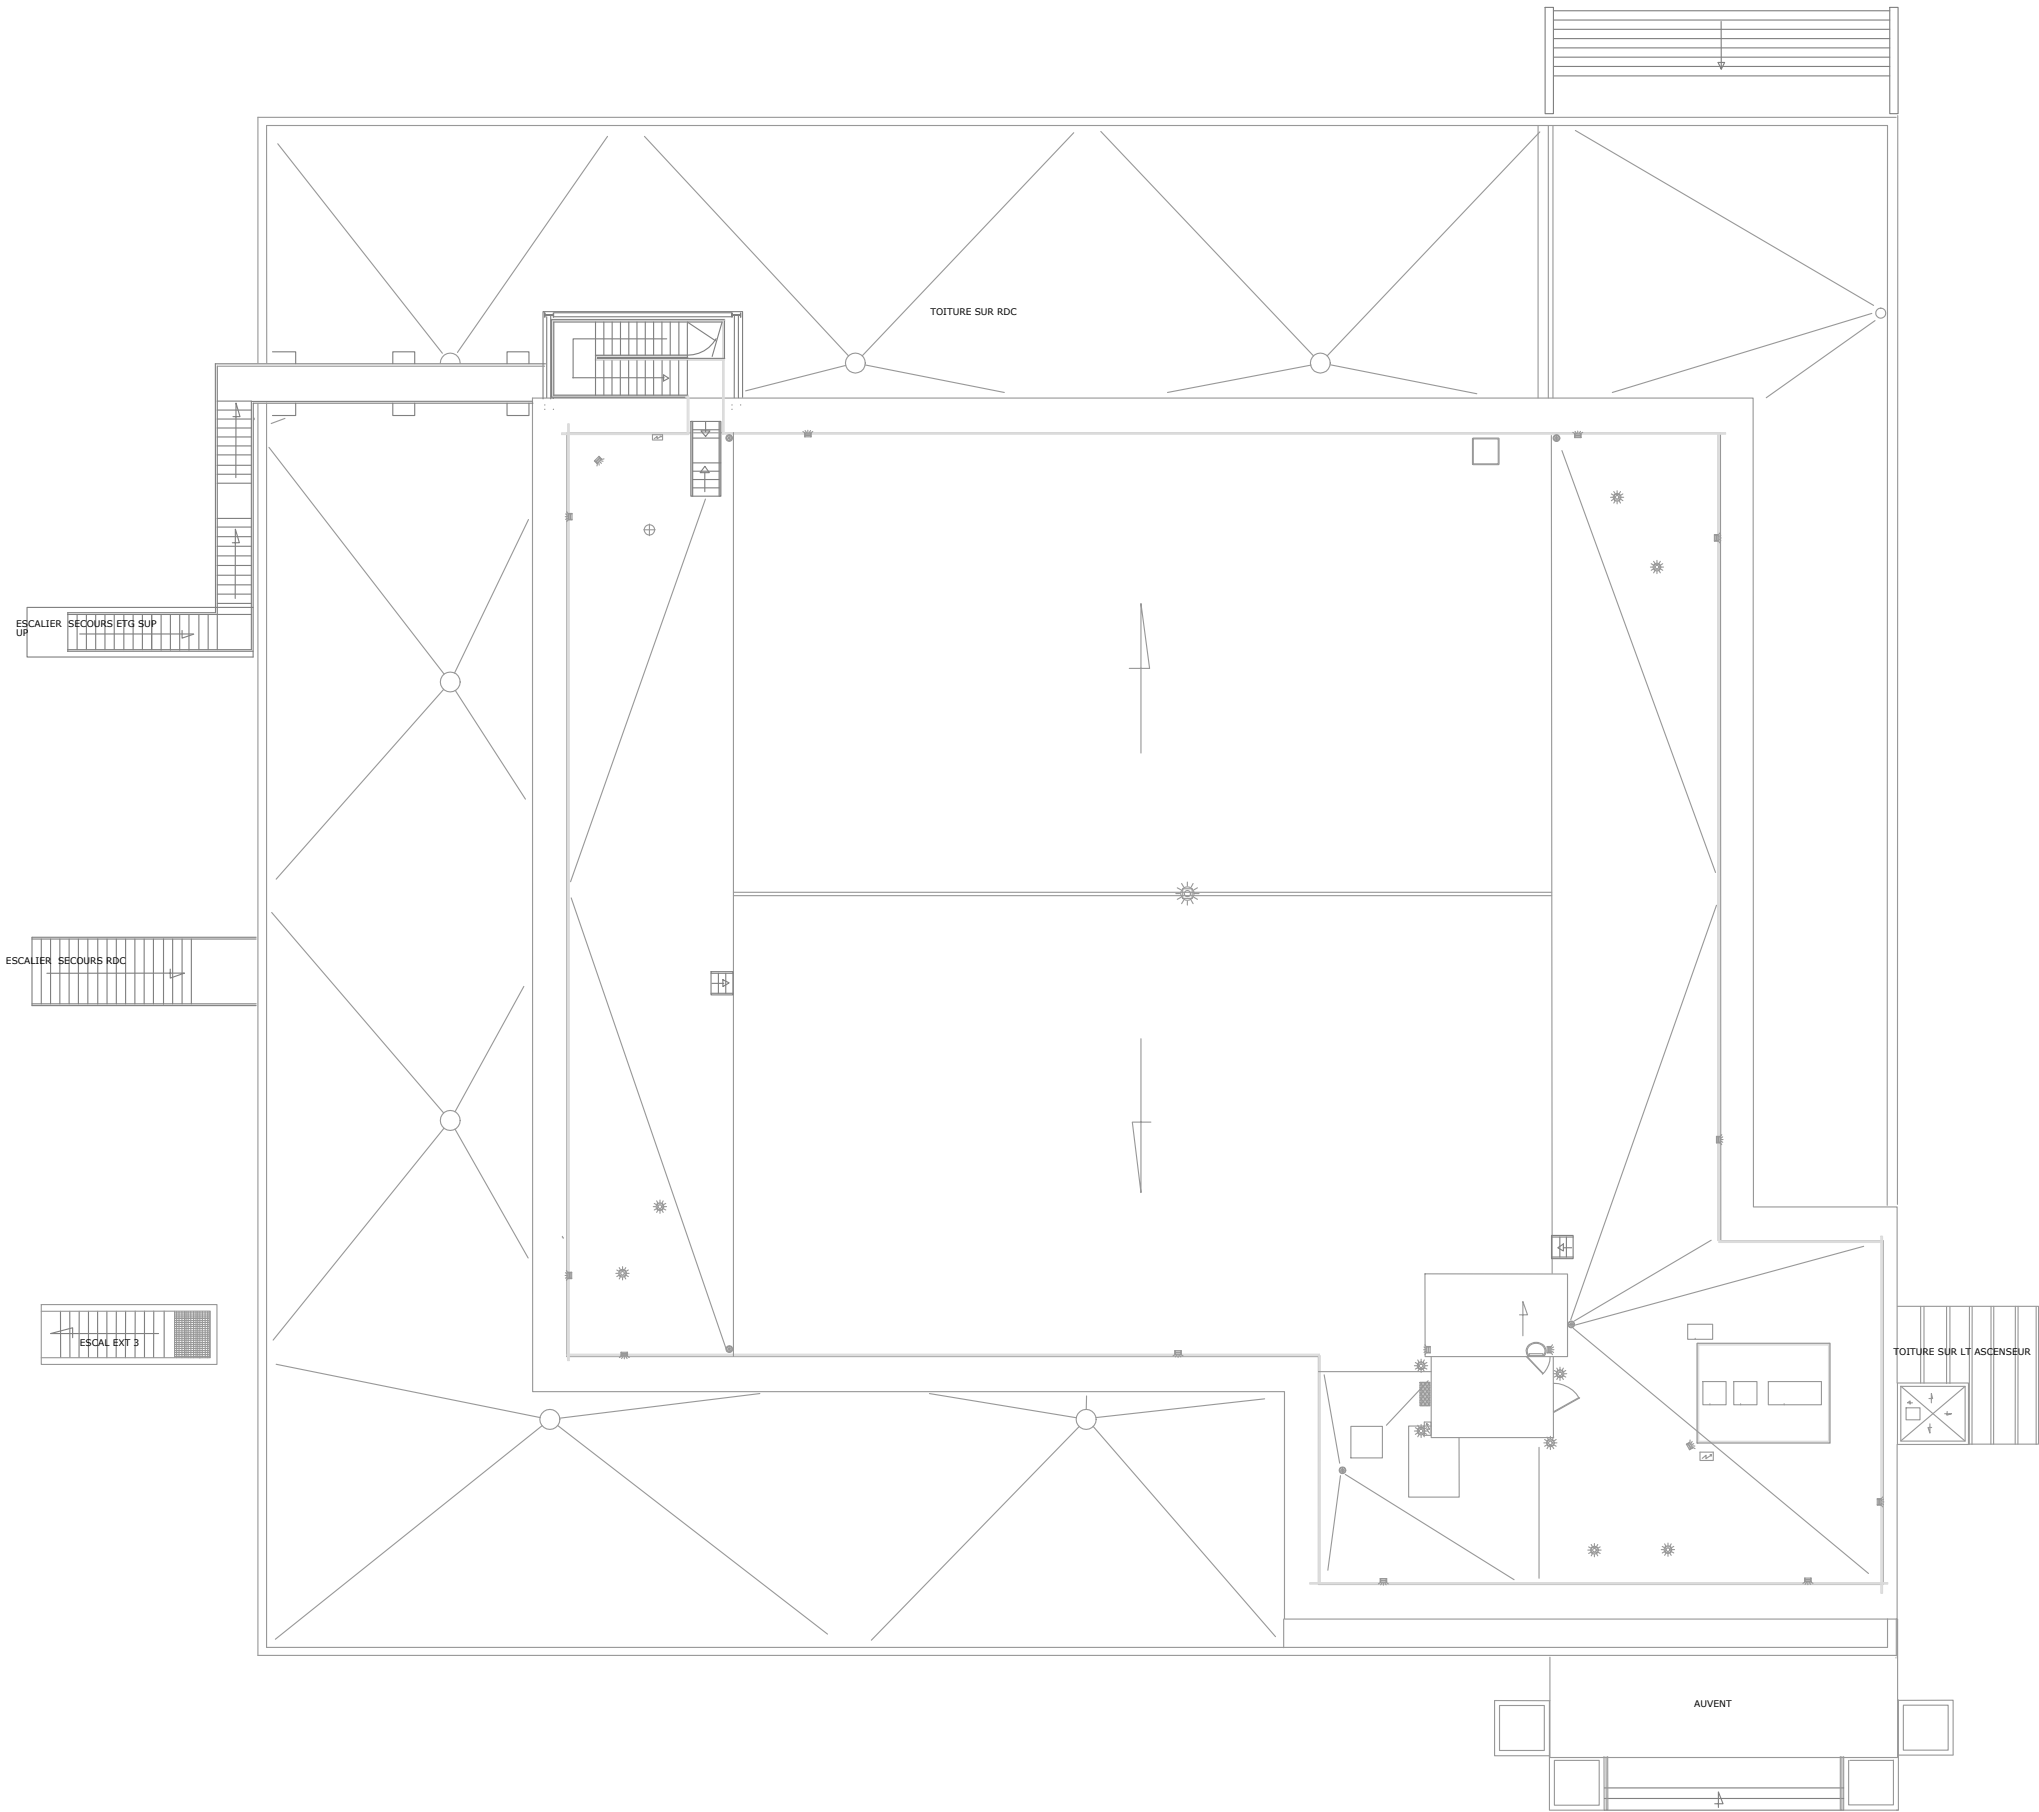 TOITURE SUR RDC
ESCALIER SECOURS ETG SUP
UP
ESCALIER SECOURS RDC
ESCAL EXT 3
TOITURE SUR LT ASCENSEUR
AUVENT